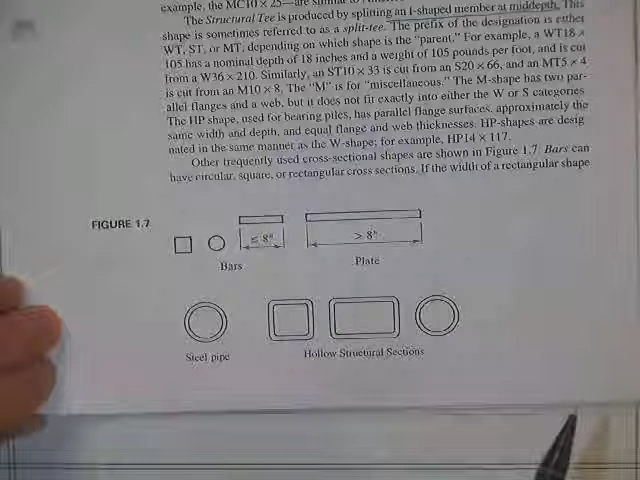 example, the MC10 × 25—are similar to
The Structural Tee is produced by splitting an I-shaped member at middepth. This
shape is sometimes referred to as a split-tee. The prefix of the designation is either
WT, ST, or MT, depending on which shape is the "parent." For example, a WT18 ×
105 has a nominal depth of 18 inches and a weight of 105 pounds per foot, and is cut
from a W36 × 210. Similarly, an ST10 × 33 is cut from an S20 × 66, and an MT5 × 4
is cut from an M10 × 8. The "M" is for "miscellaneous." The M-shape has two par-
allel flanges and a web, but it does not fit exactly into either the W or S categories.
The HP shape, used for bearing piles, has parallel flange surfaces, approximately the
same width and depth, and equal flange and web thicknesses. HP-shapes are desig
nated in the same manner as the W-shape; for example, HP14 × 117.
Other frequently used cross-sectional shapes are shown in Figure 1.7. Bars can
have circular, square, or rectangular cross sections. If the width of a rectangular shape
FIGURE 1.7
≤ 8"
> 8"
Bars
Plate
Steel pipe
Hollow Structural Sections